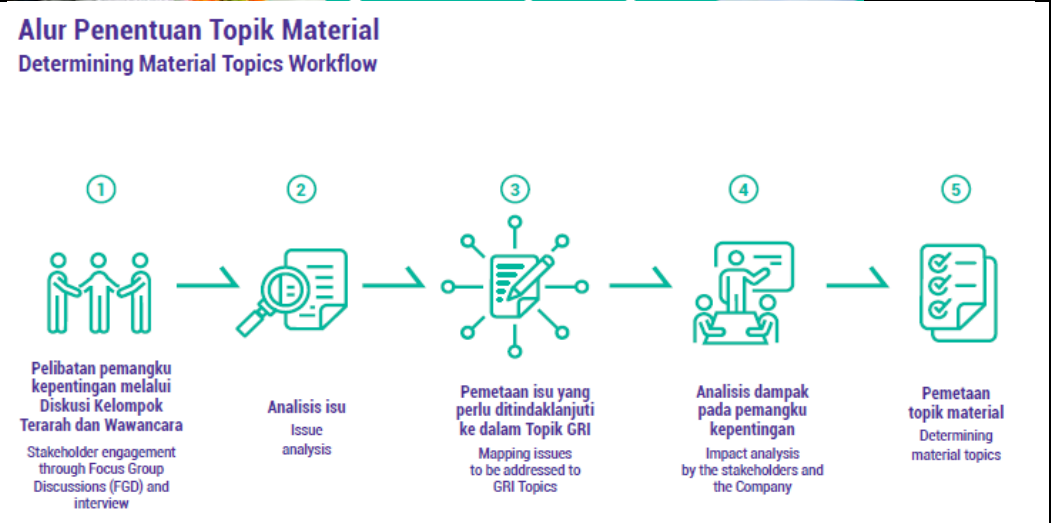 Alur Penentuan Topik Material
Determining Material Topics Workflow
1
2
3
4
5
Pelibatan pemangku
kepentingan melalui
Diskusi Kelompok
Terarah dan Wawancara
Stakeholder engagement
through Focus Group
Discussions (FGD) and
interview
Analisis isu
Issue
analysis
Pemetaan isu yang
perlu ditindaklanjuti
ke dalam Topik GRI
Mapping issues
to be addressed to
GRI Topics
Analisis dampak
pada pemangku
kepentingan
Impact analysis
by the stakeholders and
the Company
Pemetaan
topik material
Determining
material topics